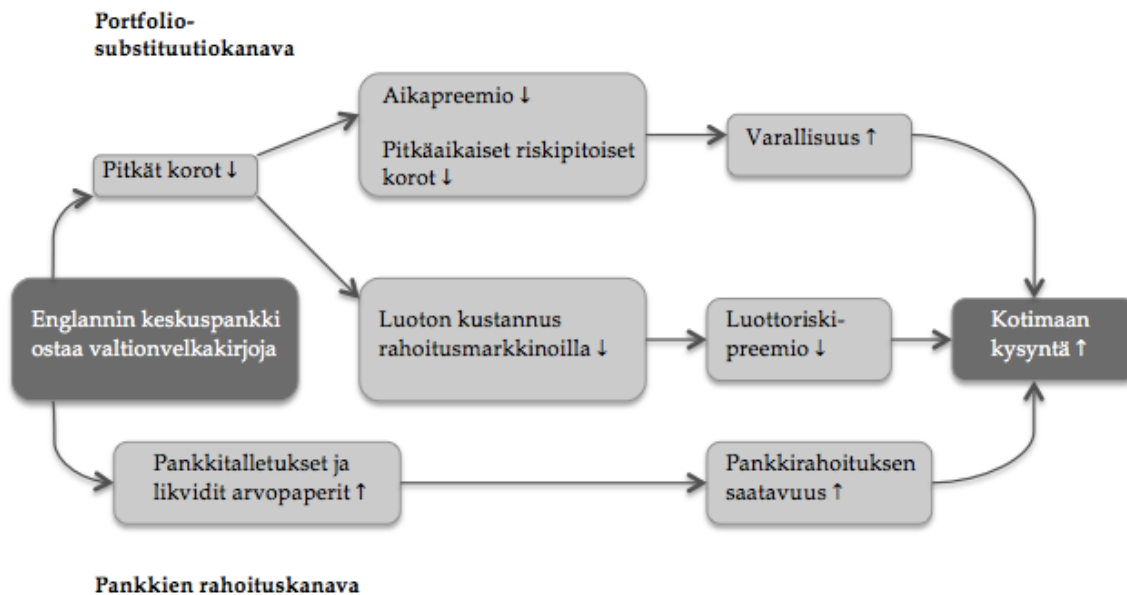 Portfolio-
substituutiokanava
Aikapreemio ↓
Pitkäaikaiset riskipitoiset
korot ↓
Varallisuus ↑
Pitkät korot ↓
Englannin keskuspankki
ostaa valtionvelkakirjoja
Luoton kustannus
rahoitusmarkkinoilla ↓
Luottoriski-
preemio ↓
Kotimaan
kysyntä ↑
Pankkitalletukset ja
likvidit arvopaperit ↑
Pankkirahoituksen
saatavuus ↑
Pankkien rahoituskanava